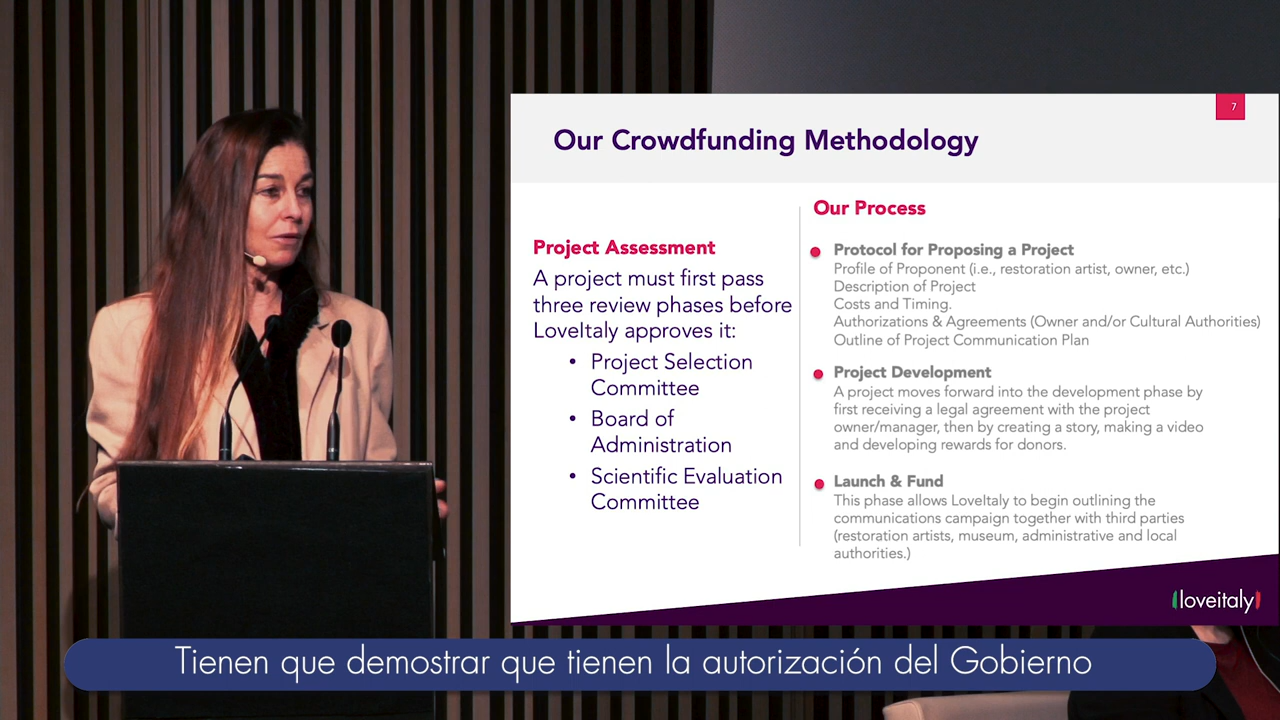 7
Our Crowdfunding Methodology
Project Assessment
A project must first pass
three review phases before
LoveItaly approves it:
• Project Selection
Committee
• Board of
Administration
• Scientific Evaluation
Committee
Our Process
Protocol for Proposing a Project
Profile of Proponent (i.e., restoration artist, owner, etc.)
Description of Project
Costs and Timing.
Authorizations & Agreements (Owner and/or Cultural Authorities)
Outline of Project Communication Plan
Project Development
A project moves forward into the development phase by
first receiving a legal agreement with the project
owner/manager, then by creating a story, making a video
and developing rewards for donors.
Launch & Fund
This phase allows LoveItaly to begin outlining the
communications campaign together with third parties
(restoration artists, museum, administrative and local
authorities.)
loveitaly
Tienen que demostrar que tienen la autorización del Gobierno